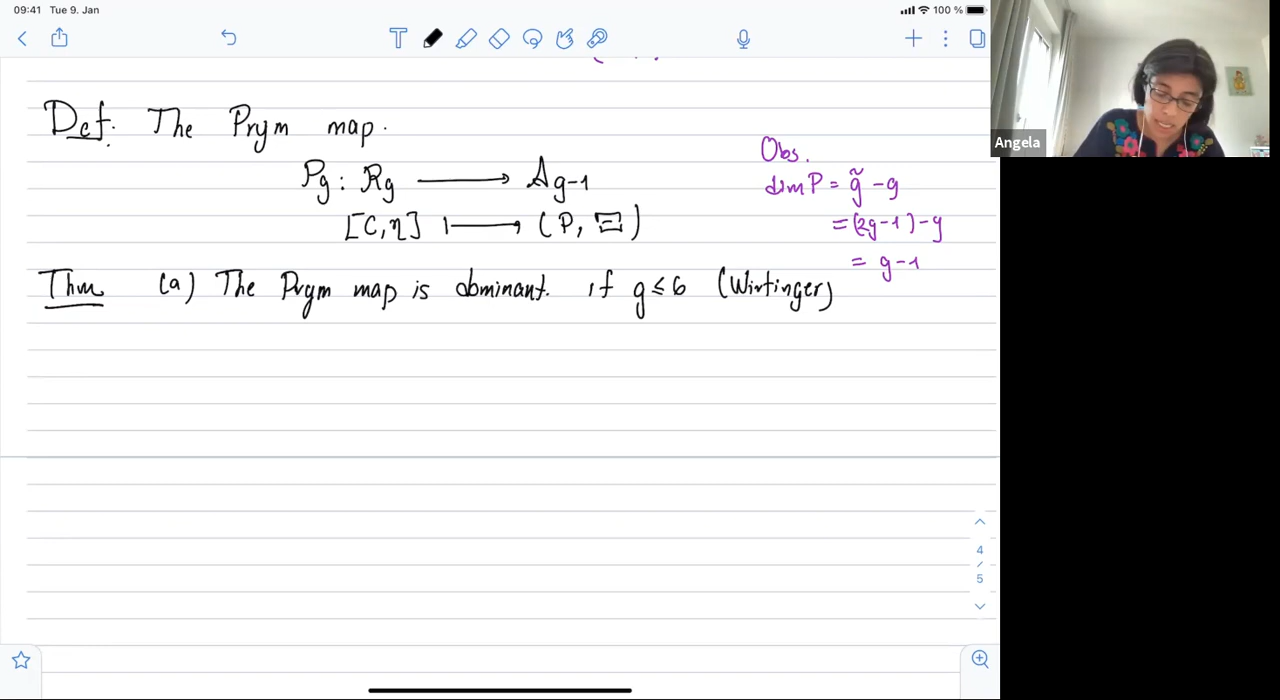 09:41 Tue 9. Jan
100 %
Def: The Prym map.
Pg : Rg ⟶ Ag-1
[C,η] ⟼ (P, Ξ)
Obs.
dim P = g̃ - g
= (2g-1) - g
= g-1
Thm (a) The Prym map is dominant. if g ≤ 6 (Wirtinger)
Angela
4
/
5